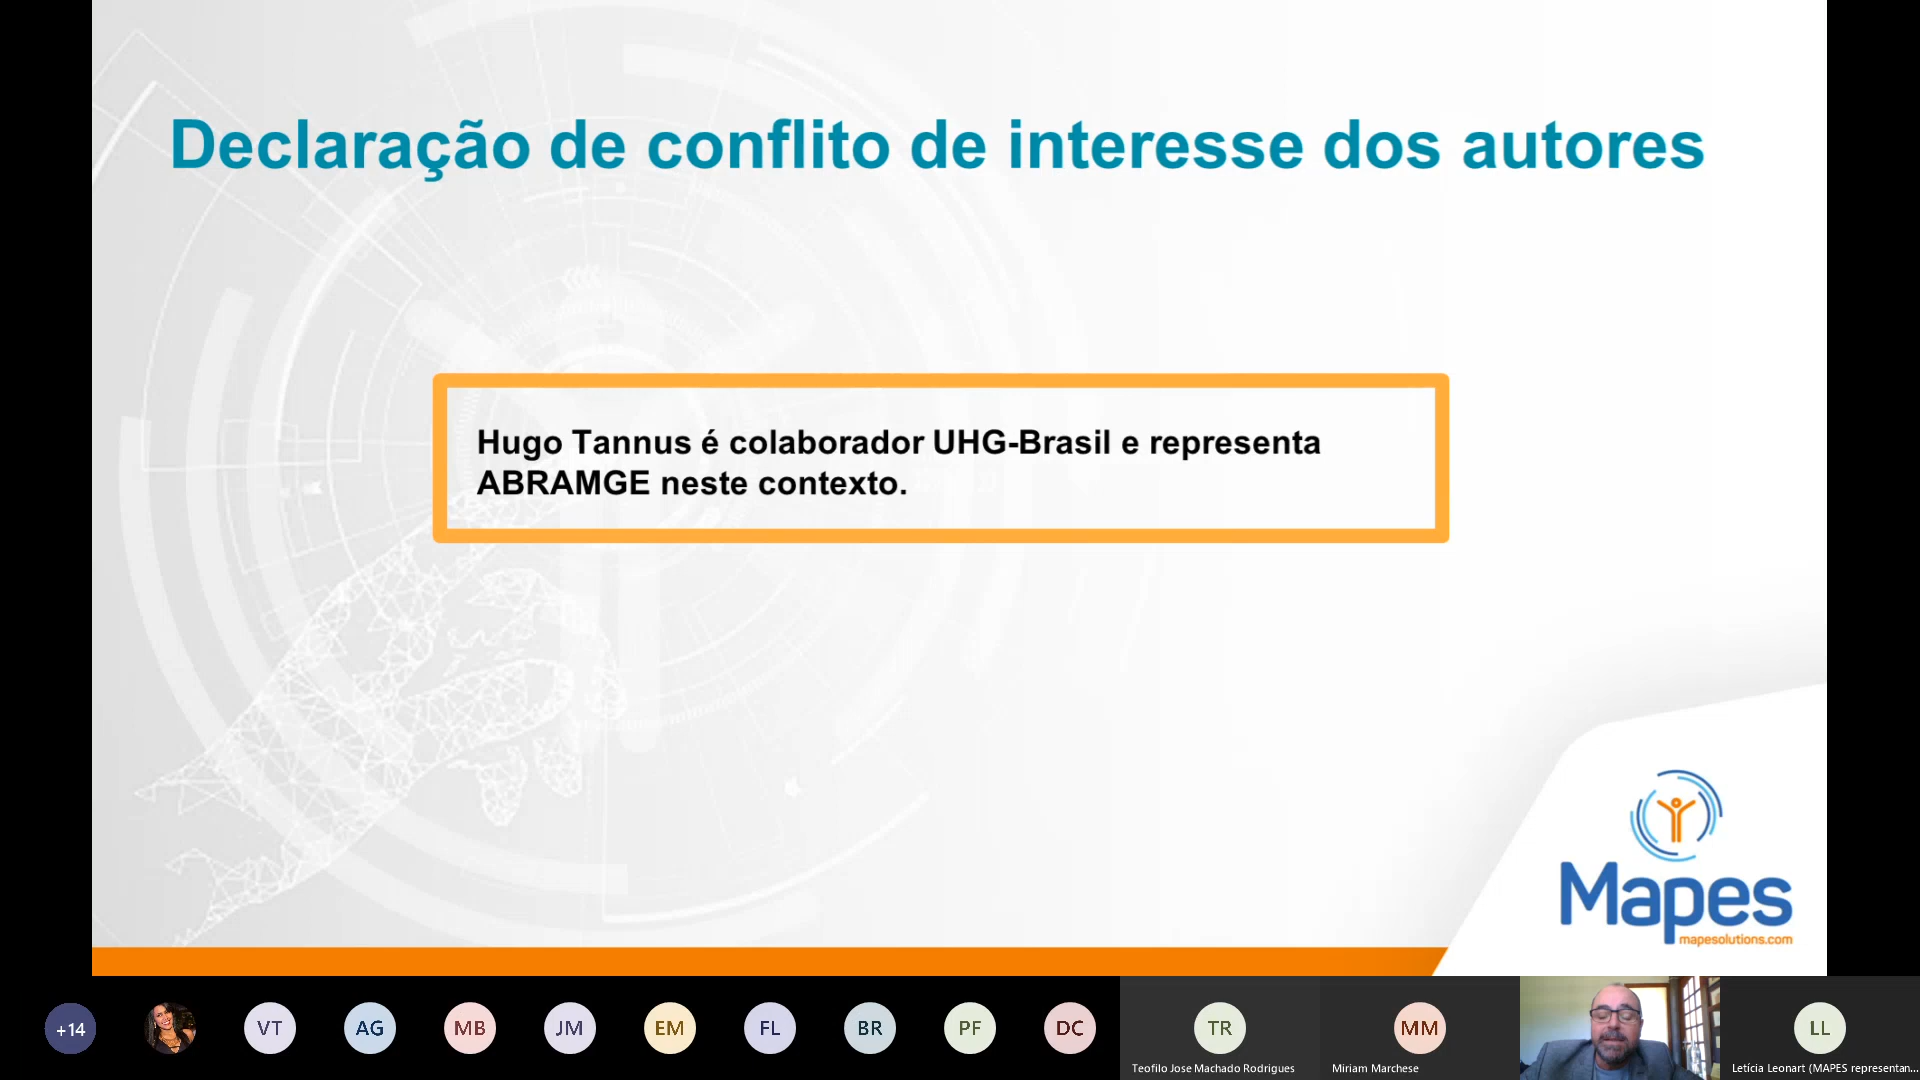 Declaração de conflito de interesse dos autores
Hugo Tannus é colaborador UHG-Brasil e representa
ABRAMGE neste contexto.
Mapes
mapesolutions.com
+14
VT
AG
MB
JM
EM
FL
BR
PF
DC
TR
MM
LL
Teofilo Jose Machado Rodrigues
Miriam Marchese
Letícia Leonart (MAPES representan...